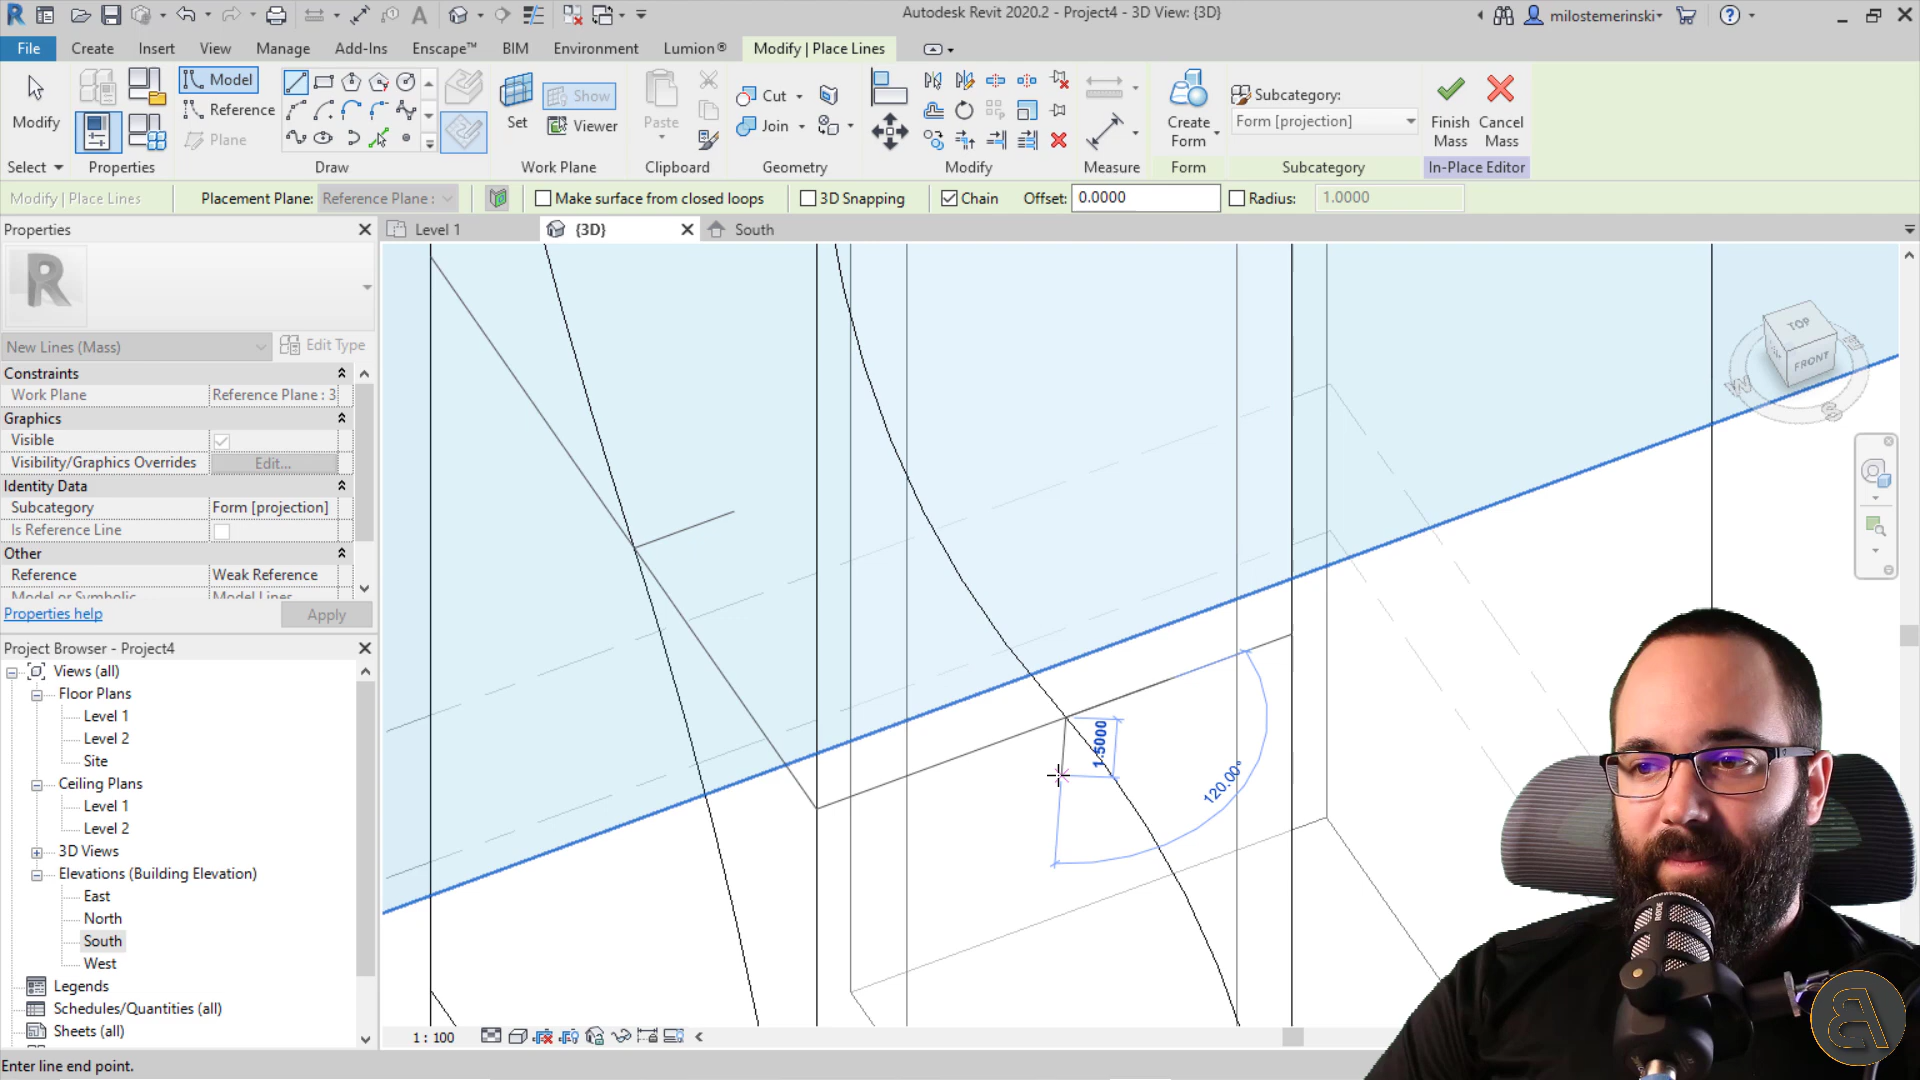 Autodesk Revit 2020.2 - Project4 - 3D View: {3D}
milostemerinski
File
Create
Insert
View
Manage
Add-Ins
Enscape™
BIM
Environment
Lumion®
Modify | Place Lines
Modify
Model
Reference
Plane
Set
Show
Viewer
Paste
Cut
Join
Create
Form
Subcategory:
Form [projection]
Finish
Mass
Cancel
Mass
Select
Properties
Draw
Work Plane
Clipboard
Geometry
Modify
Measure
Form
Subcategory
In-Place Editor
Modify | Place Lines
Placement Plane:
Reference Plane :
Make surface from closed loops
3D Snapping
Chain
Offset:
0.0000
Radius:
1.0000
Properties
Level 1
{3D}
South
R
New Lines (Mass)
Edit Type
Constraints
Work Plane
Reference Plane : 3
Graphics
Visible
Visibility/Graphics Overrides
Edit...
Identity Data
Subcategory
Form [projection]
Is Reference Line
Other
Reference
Weak Reference
Model or Symbolic
Model Lines
Properties help
Apply
Project Browser - Project4
Views (all)
Floor Plans
Level 1
Level 2
Site
Ceiling Plans
Level 1
Level 2
3D Views
Elevations (Building Elevation)
East
North
South
West
Legends
Schedules/Quantities (all)
Sheets (all)
TOP
FRONT
W
S
E
1.5000
120.00°
RØDE
1 : 100
Enter line end point.